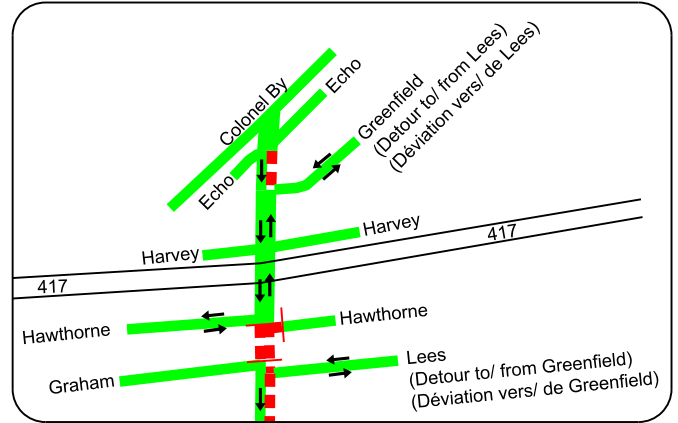 Colonel By
Echo
Greenfield
(Detour to/ from Lees)
(Déviation vers/ de Lees)
Echo
Harvey
Harvey
417
417
Hawthorne
Hawthorne
Lees
(Detour to/ from Greenfield)
(Déviation vers/ de Greenfield)
Graham